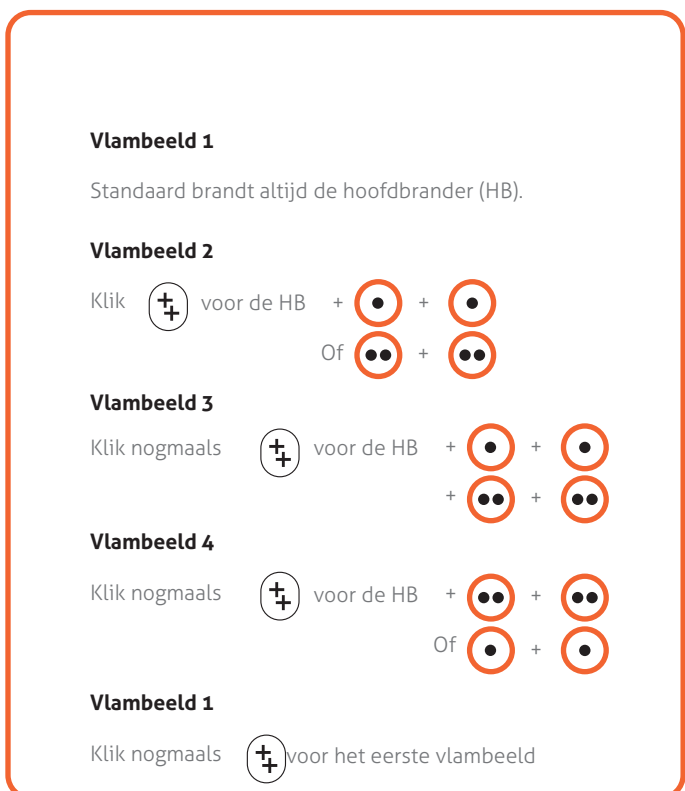 Vlambeeld 1
Standaard brandt altijd de hoofdbrander (HB).
Vlambeeld 2
Klik ++ voor de HB + ● + ●
Of ●● + ●●
Vlambeeld 3
Klik nogmaals ++ voor de HB + ● + ●
+ ●● + ●●
Vlambeeld 4
Klik nogmaals ++ voor de HB + ●● + ●●
Of ● + ●
Vlambeeld 1
Klik nogmaals ++ voor het eerste vlambeeld